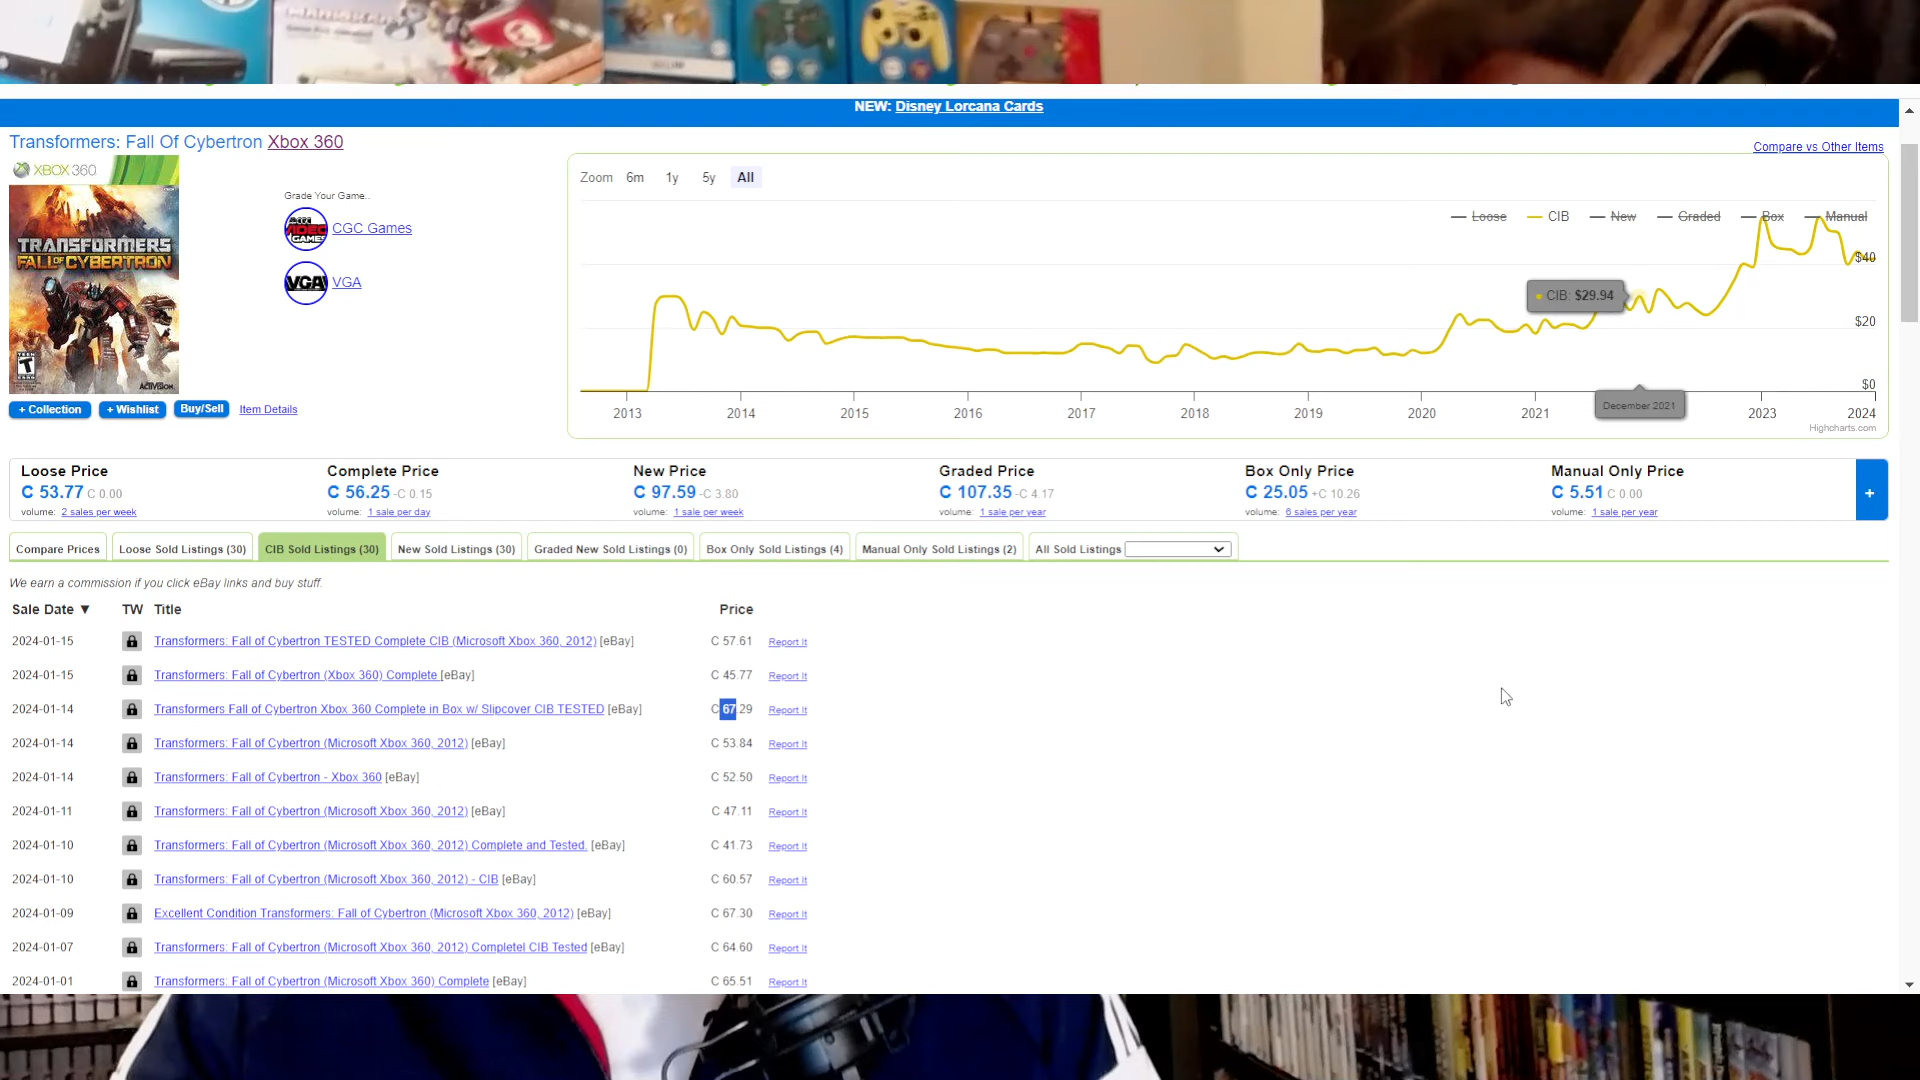 NEW: Disney Lorcana Cards
Transformers: Fall Of Cybertron Xbox 360
Compare vs Other Items
XBOX 360
TRANSFORMERS
FALL OF CYBERTRON
TEEN
T
ESRB
ACTIVISION
Grade Your Game..
CGC VIDEO GAMES
CGC Games
VGA
VGA
+ Collection
+ Wishlist
Buy/Sell
Item Details
Zoom 6m 1y 5y All
Loose CIB New Graded Box Manual
$40
CIB: $29.94
$20
$0
December 2021
2013 2014 2015 2016 2017 2018 2019 2020 2021 2023 2024
Highcharts.com
Loose Price Complete Price New Price Graded Price Box Only Price Manual Only Price
C 53.77 C 0.00 C 56.25 -C 0.15 C 97.59 -C 3.80 C 107.35 -C 4.17 C 25.05 +C 10.26 C 5.51 C 0.00
+
volume: 2 sales per week volume: 1 sale per day volume: 1 sale per week volume: 1 sale per year volume: 6 sales per year volume: 1 sale per year
Compare Prices Loose Sold Listings (30) CIB Sold Listings (30) New Sold Listings (30) Graded New Sold Listings (0) Box Only Sold Listings (4) Manual Only Sold Listings (2) All Sold Listings
We earn a commission if you click eBay links and buy stuff.
Sale Date ▼ TW Title Price
2024-01-15 Transformers: Fall of Cybertron TESTED Complete CIB (Microsoft Xbox 360, 2012) [eBay] C 57.61 Report It
2024-01-15 Transformers: Fall of Cybertron (Xbox 360) Complete [eBay] C 45.77 Report It
2024-01-14 Transformers Fall of Cybertron Xbox 360 Complete in Box w/ Slipcover CIB TESTED [eBay] C 67.29 Report It
2024-01-14 Transformers: Fall of Cybertron (Microsoft Xbox 360, 2012) [eBay] C 53.84 Report It
2024-01-14 Transformers: Fall of Cybertron - Xbox 360 [eBay] C 52.50 Report It
2024-01-11 Transformers: Fall of Cybertron (Microsoft Xbox 360, 2012) [eBay] C 47.11 Report It
2024-01-10 Transformers: Fall of Cybertron (Microsoft Xbox 360, 2012) Complete and Tested. [eBay] C 41.73 Report It
2024-01-10 Transformers: Fall of Cybertron (Microsoft Xbox 360, 2012) - CIB [eBay] C 60.57 Report It
2024-01-09 Excellent Condition Transformers: Fall of Cybertron (Microsoft Xbox 360, 2012) [eBay] C 67.30 Report It
2024-01-07 Transformers: Fall of Cybertron (Microsoft Xbox 360, 2012) Completel CIB Tested [eBay] C 64.60 Report It
2024-01-01 Transformers: Fall of Cybertron (Microsoft Xbox 360) Complete [eBay] C 65.51 Report It